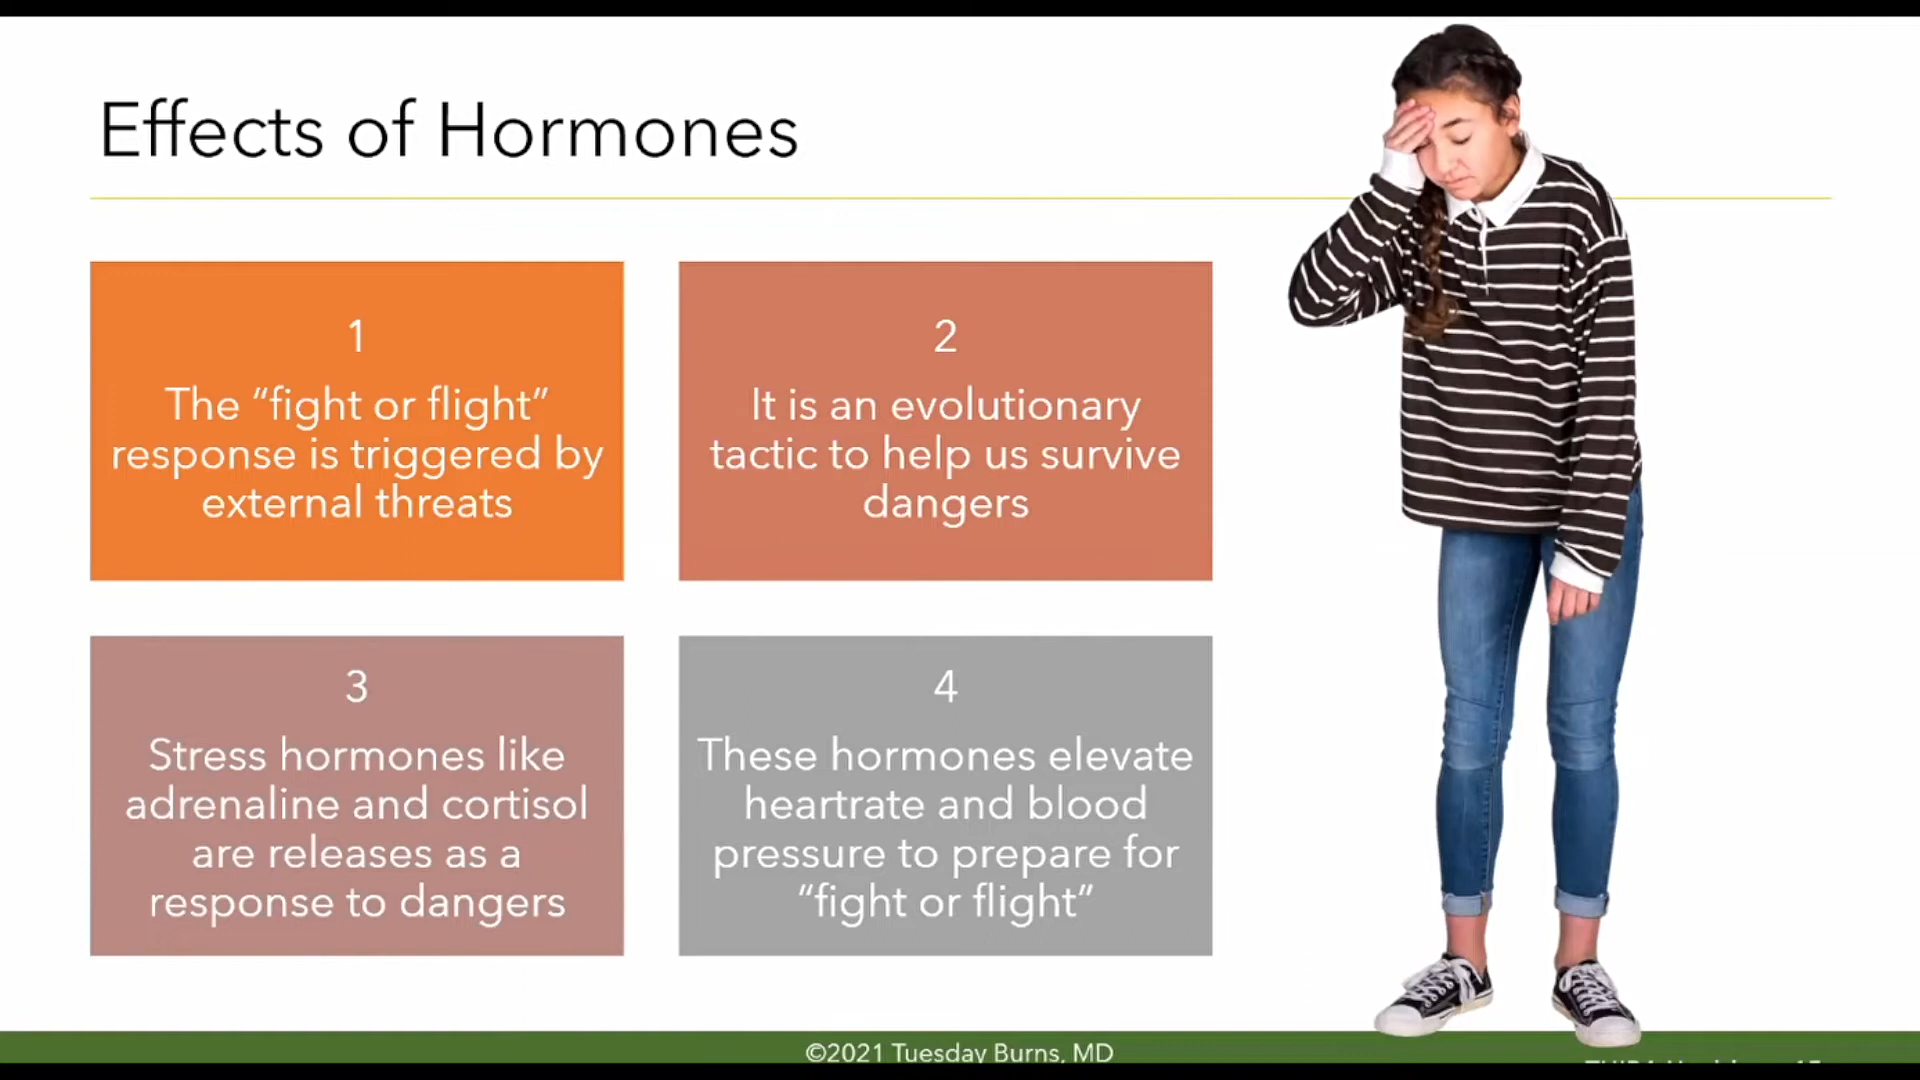 Effects of Hormones
1
The “fight or flight”
response is triggered by
external threats
2
It is an evolutionary
tactic to help us survive
dangers
3
Stress hormones like
adrenaline and cortisol
are releases as a
response to dangers
4
These hormones elevate
heartrate and blood
pressure to prepare for
“fight or flight”
©2021 Tuesday Burns, MD